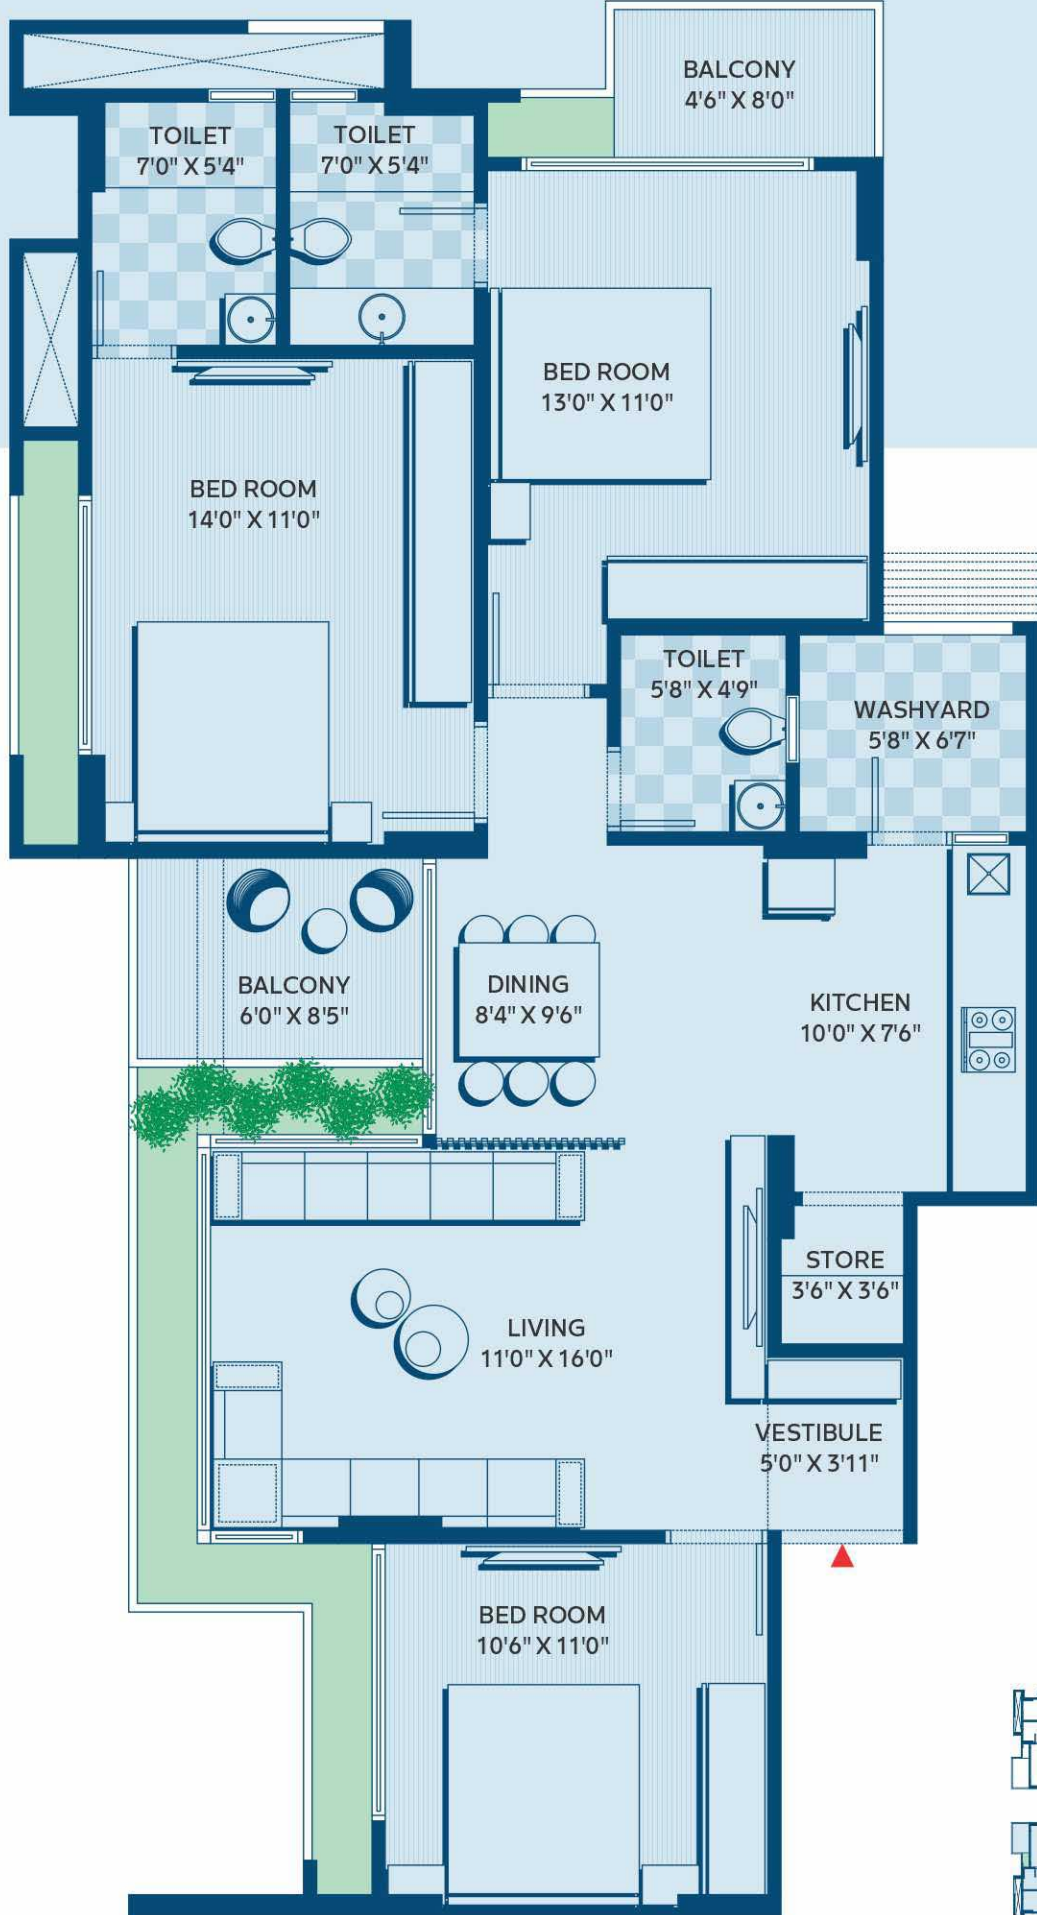 BALCONY
4'6" X 8'0"
TOILET
7'0" X 5'4"
TOILET
7'0" X 5'4"
BED ROOM
13'0" X 11'0"
BED ROOM
14'0" X 11'0"
TOILET
5'8" X 4'9"
WASHYARD
5'8" X 6'7"
BALCONY
6'0" X 8'5"
DINING
8'4" X 9'6"
KITCHEN
10'0" X 7'6"
STORE
3'6" X 3'6"
LIVING
11'0" X 16'0"
VESTIBULE
5'0" X 3'11"
BED ROOM
10'6" X 11'0"